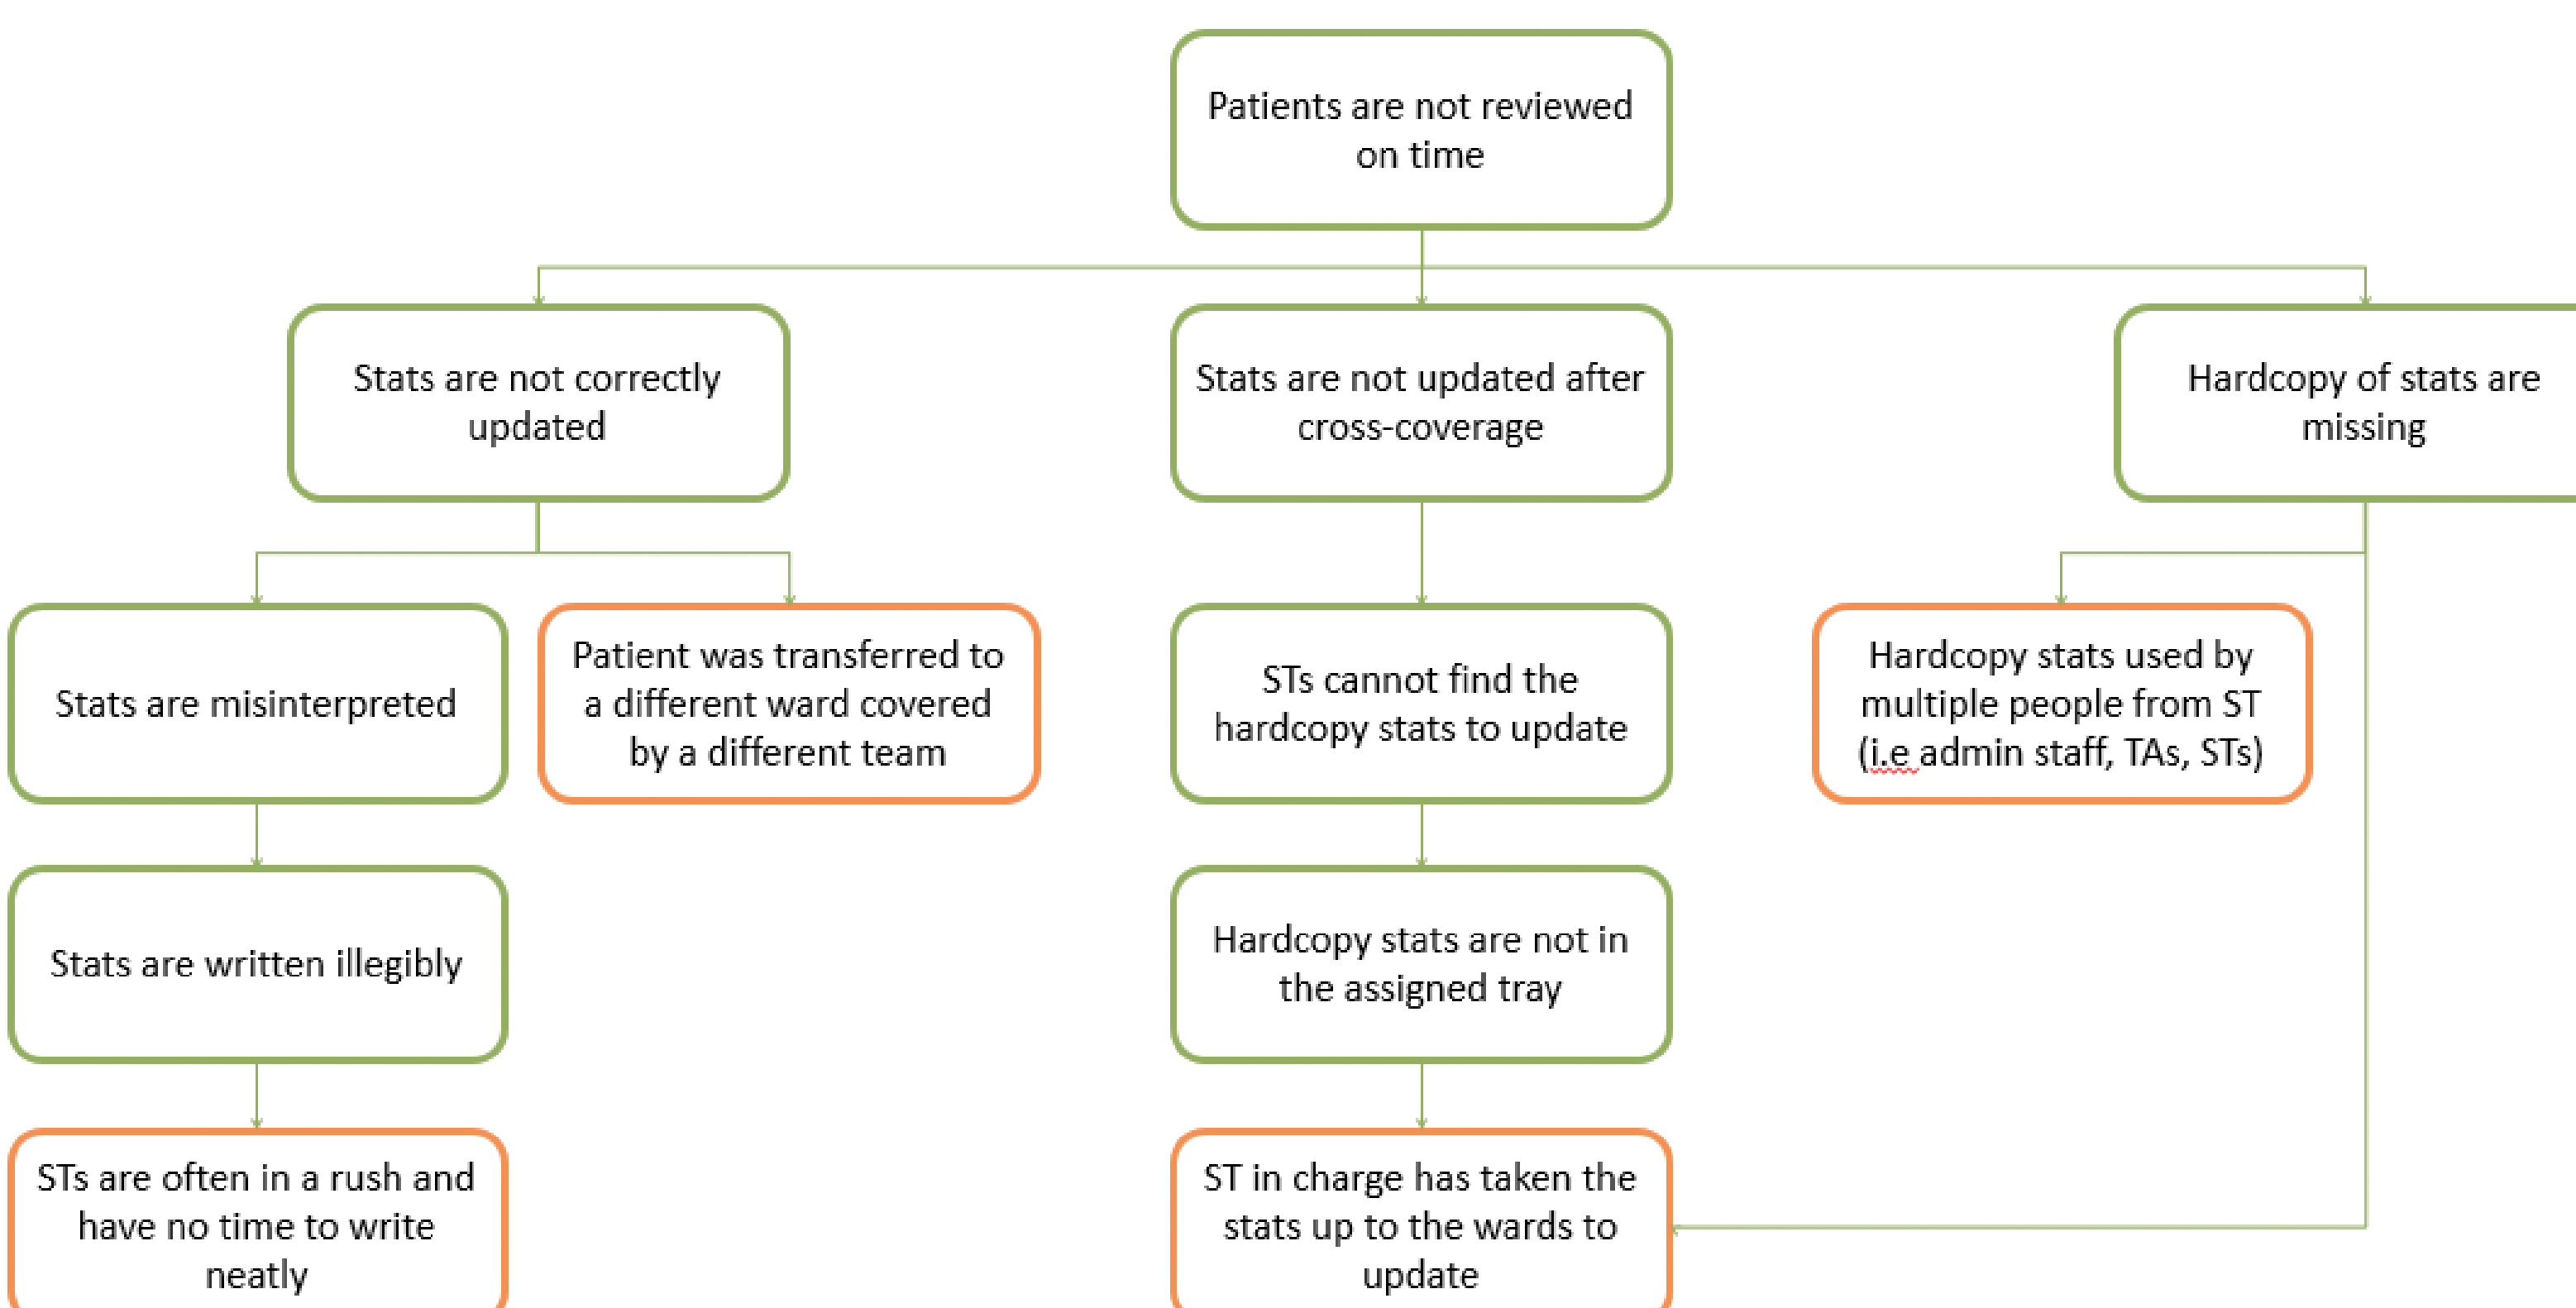 Patients are not reviewed
on time
Stats are not correctly
updated
Stats are not updated after
cross-coverage
Hardcopy of stats are
missing
Stats are misinterpreted
Patient was transferred to
a different ward covered
by a different team
STs cannot find the
hardcopy stats to update
Hardcopy stats used by
multiple people from ST
(i.e admin staff, TAs, STs)
Stats are written illegibly
Hardcopy stats are not in
the assigned tray
STs are often in a rush and
have no time to write
neatly
ST in charge has taken the
stats up to the wards to
update